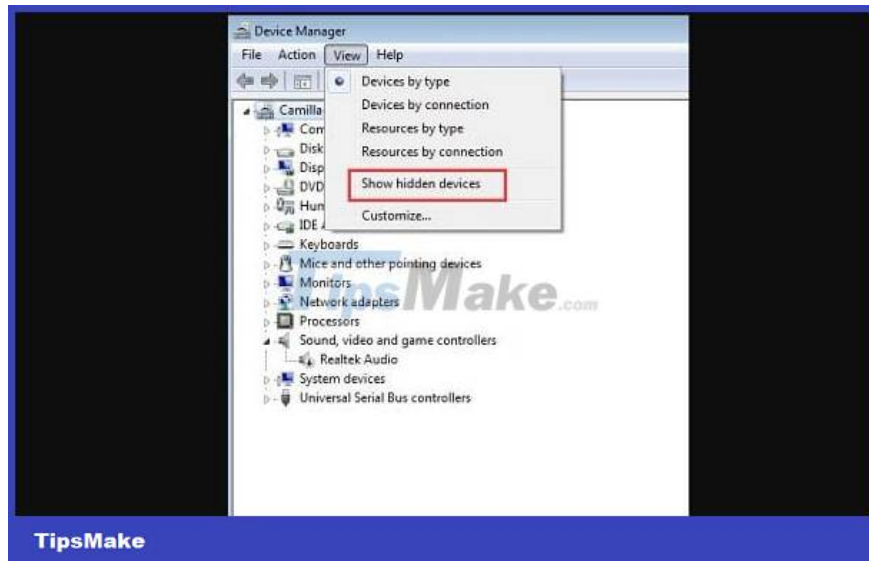 Device Manager
File Action View Help
Devices by type
Devices by connection
Resources by type
Resources by connection
Show hidden devices
Customize...
Camilla
Com
Disk
Disp
DVD
Hum
IDE
Keyboards
Mice and other pointing devices
Monitors
Network adapters
Processors
Sound, video and game controllers
Realtek Audio
System devices
Universal Serial Bus controllers
TipsMake.com
TipsMake